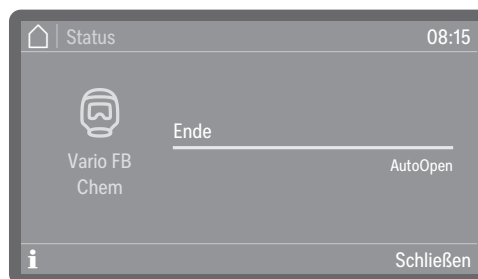 Status
08:15
Ende
Vario FB
Chem
AutoOpen
i
Schließen